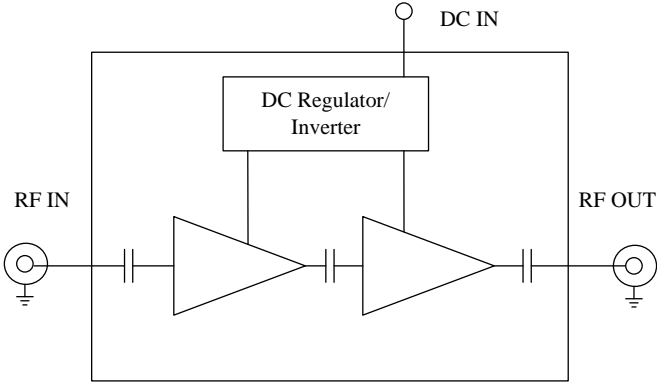 DC IN
DC Regulator/
Inverter
RF IN
RF OUT